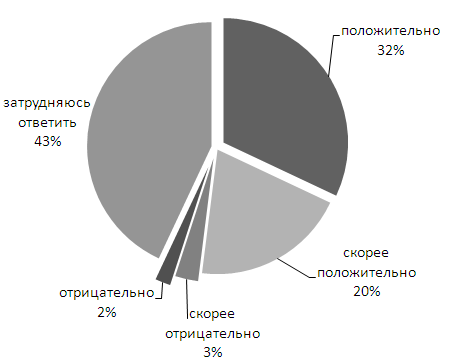 положительно
32%
затрудняюсь
ответить
43%
скорее
положительно
20%
отрицательно
2%
скорее
отрицательно
3%